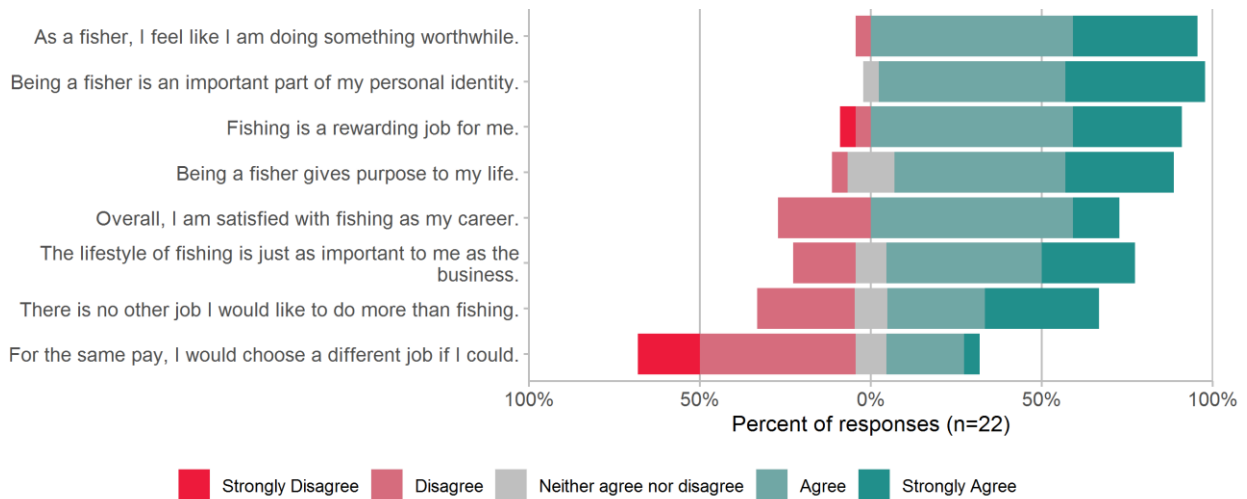 As a fisher, I feel like I am doing something worthwhile.
Being a fisher is an important part of my personal identity.
Fishing is a rewarding job for me.
Being a fisher gives purpose to my life.
Overall, I am satisfied with fishing as my career.
The lifestyle of fishing is just as important to me as the
business.
There is no other job I would like to do more than fishing.
For the same pay, I would choose a different job if I could.
100% 50% 0% 50% 100%
Percent of responses (n=22)
Strongly Disagree Disagree Neither agree nor disagree Agree Strongly Agree